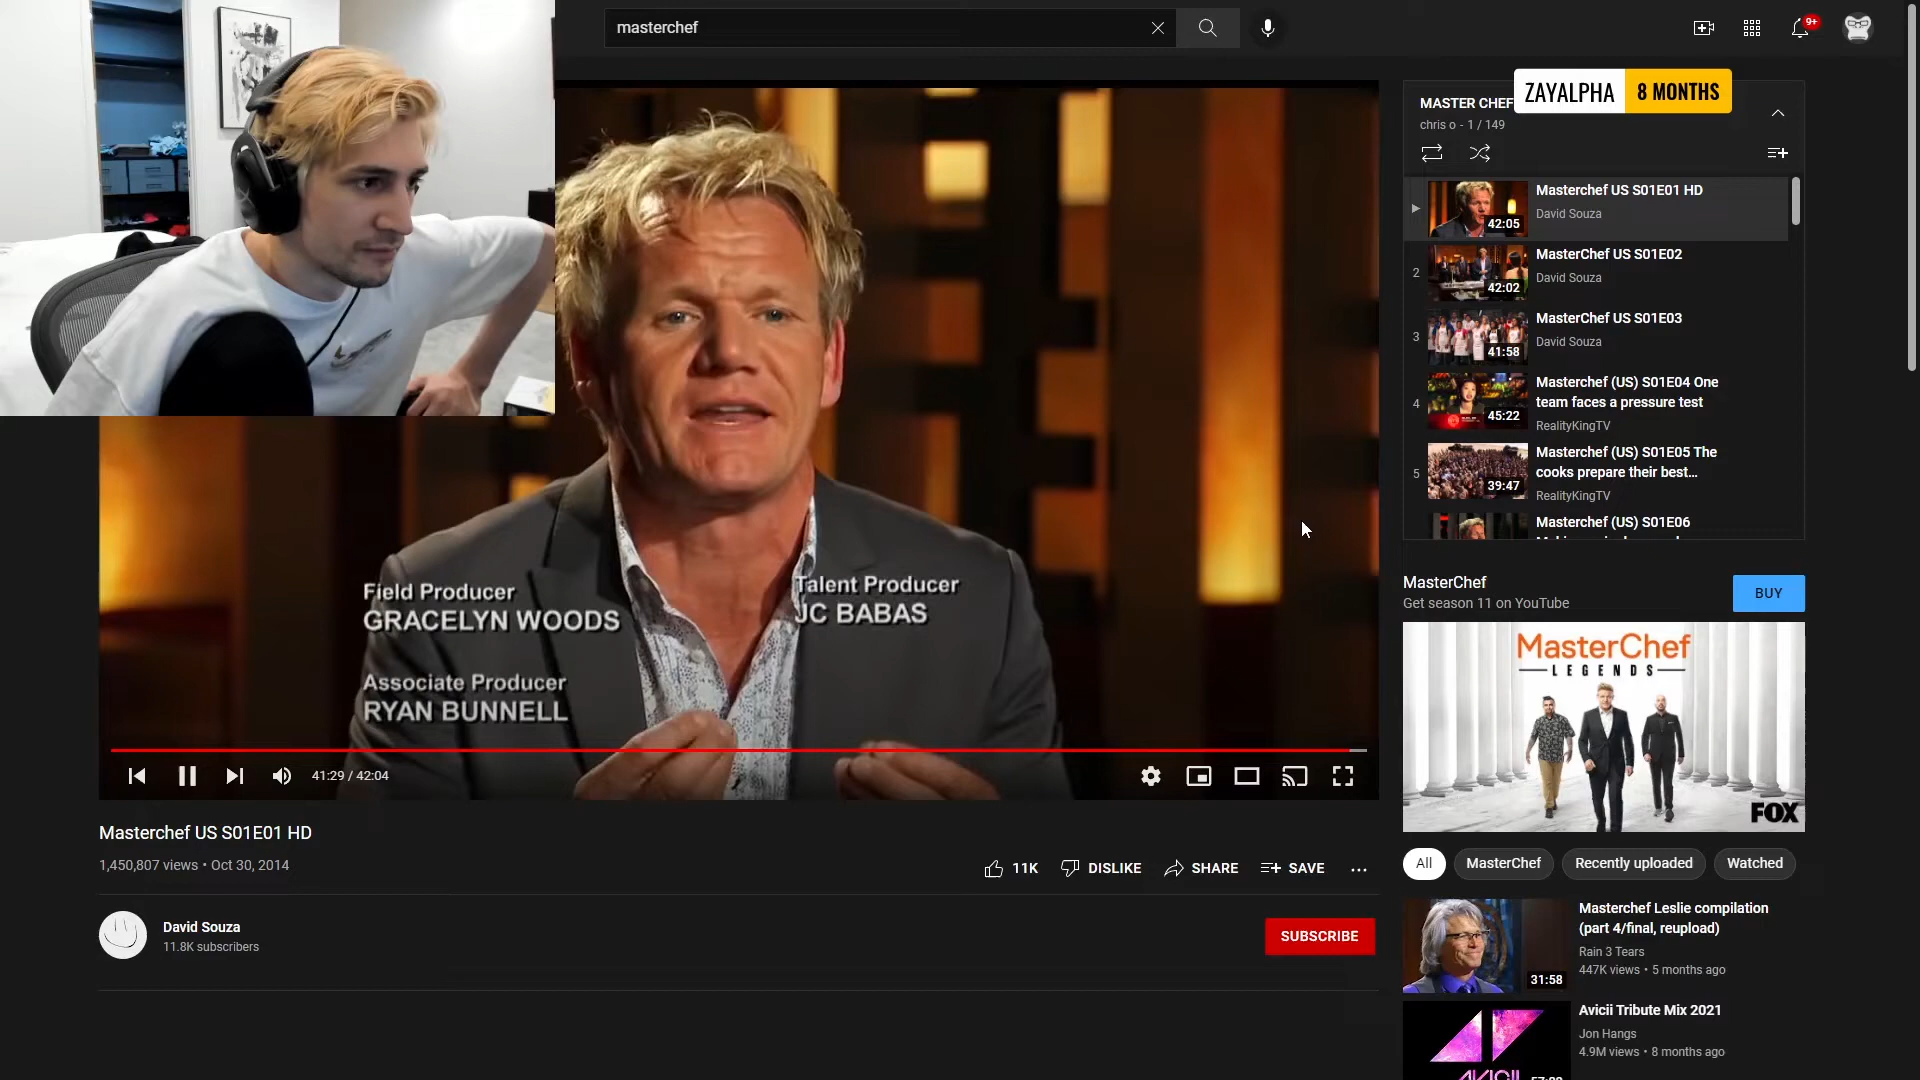 masterchef
9+
ZAYALPHA 8 MONTHS
MASTER CHEF
chris o - 1 / 149
Masterchef US S01E01 HD
David Souza
42:05
2
MasterChef US S01E02
David Souza
42:02
3
MasterChef US S01E03
David Souza
41:58
4
Masterchef (US) S01E04 One
team faces a pressure test
RealityKingTV
45:22
5
Masterchef (US) S01E05 The
cooks prepare their best...
RealityKingTV
39:47
Masterchef (US) S01E06
Field Producer
GRACELYN WOODS
Talent Producer
JC BABAS
Associate Producer
RYAN BUNNELL
41:29 / 42:04
Masterchef US S01E01 HD
1,450,807 views • Oct 30, 2014
11K
DISLIKE
SHARE
SAVE
David Souza
11.8K subscribers
SUBSCRIBE
MasterChef
Get season 11 on YouTube
BUY
MasterChef
LEGENDS
FOX
All
MasterChef
Recently uploaded
Watched
Masterchef Leslie compilation
(part 4/final, reupload)
Rain 3 Tears
447K views • 5 months ago
31:58
Avicii Tribute Mix 2021
Jon Hangs
4.9M views • 8 months ago
AVICII